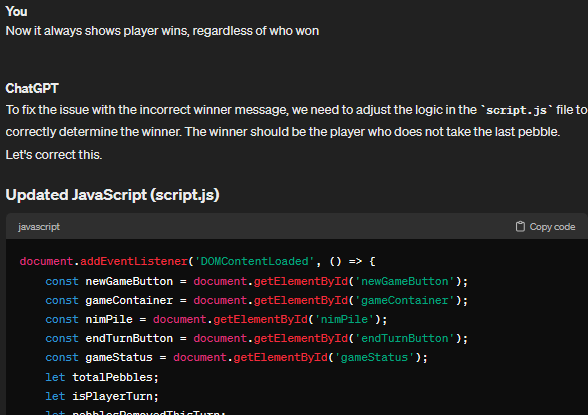 You
Now it always shows player wins, regardless of who won
ChatGPT
To fix the issue with the incorrect winner message, we need to adjust the logic in the `script.js` file to
correctly determine the winner. The winner should be the player who does not take the last pebble.
Let's correct this.
Updated JavaScript (script.js)
javascript
Copy code
document.addEventListener('DOMContentLoaded', () => {
const newGameButton = document.getElementById('newGameButton');
const gameContainer = document.getElementById('gameContainer');
const nimPile = document.getElementById('nimPile');
const endTurnButton = document.getElementById('endTurnButton');
const gameStatus = document.getElementById('gameStatus');
let totalPebbles;
let isPlayerTurn;
let pebblesRemovedThisTurn;